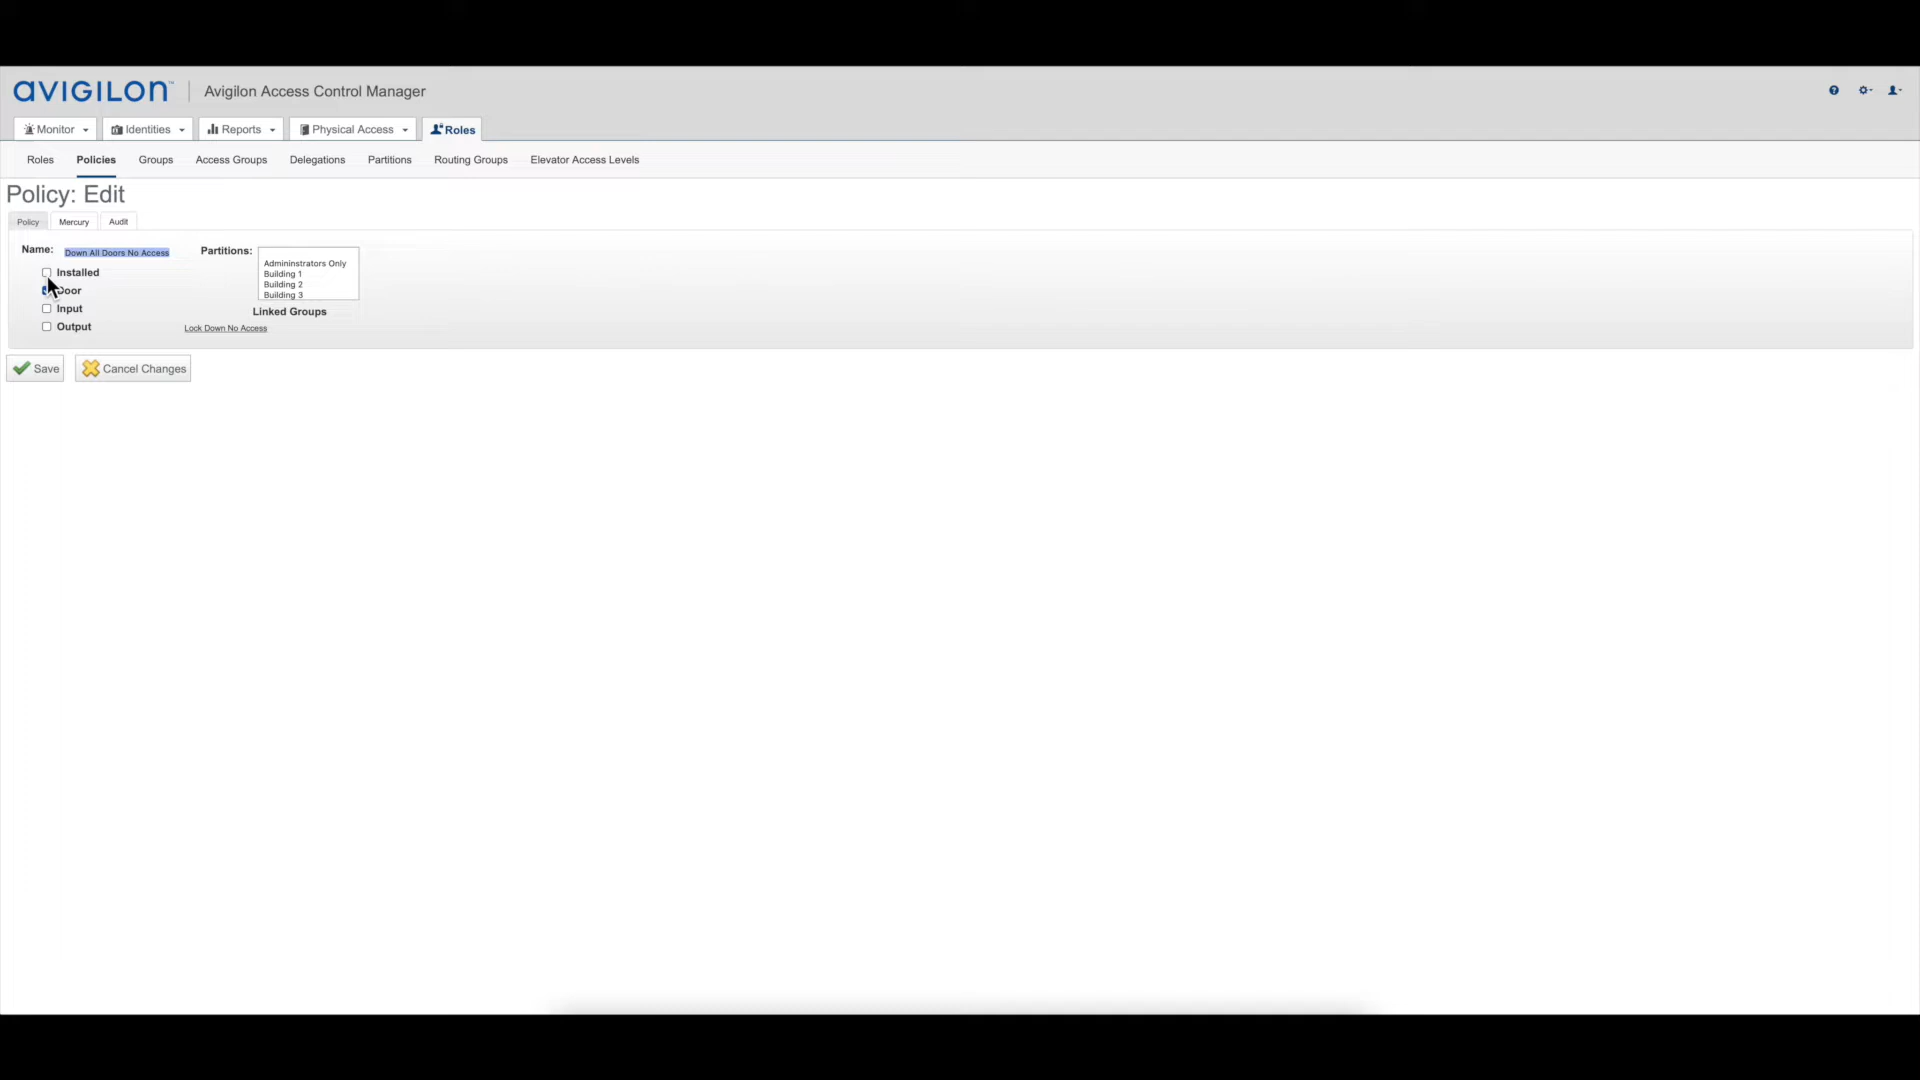 avigilon™ Avigilon Access Control Manager
Monitor Identities Reports Physical Access Roles
Roles Policies Groups Access Groups Delegations Partitions Routing Groups Elevator Access Levels
Policy: Edit
Policy Mercury Audit
Name: Down All Doors No Access Partitions:
Admininstrators Only
Building 1
Building 2
Building 3
Installed
Door
Input
Output
Linked Groups
Lock Down No Access
Save Cancel Changes